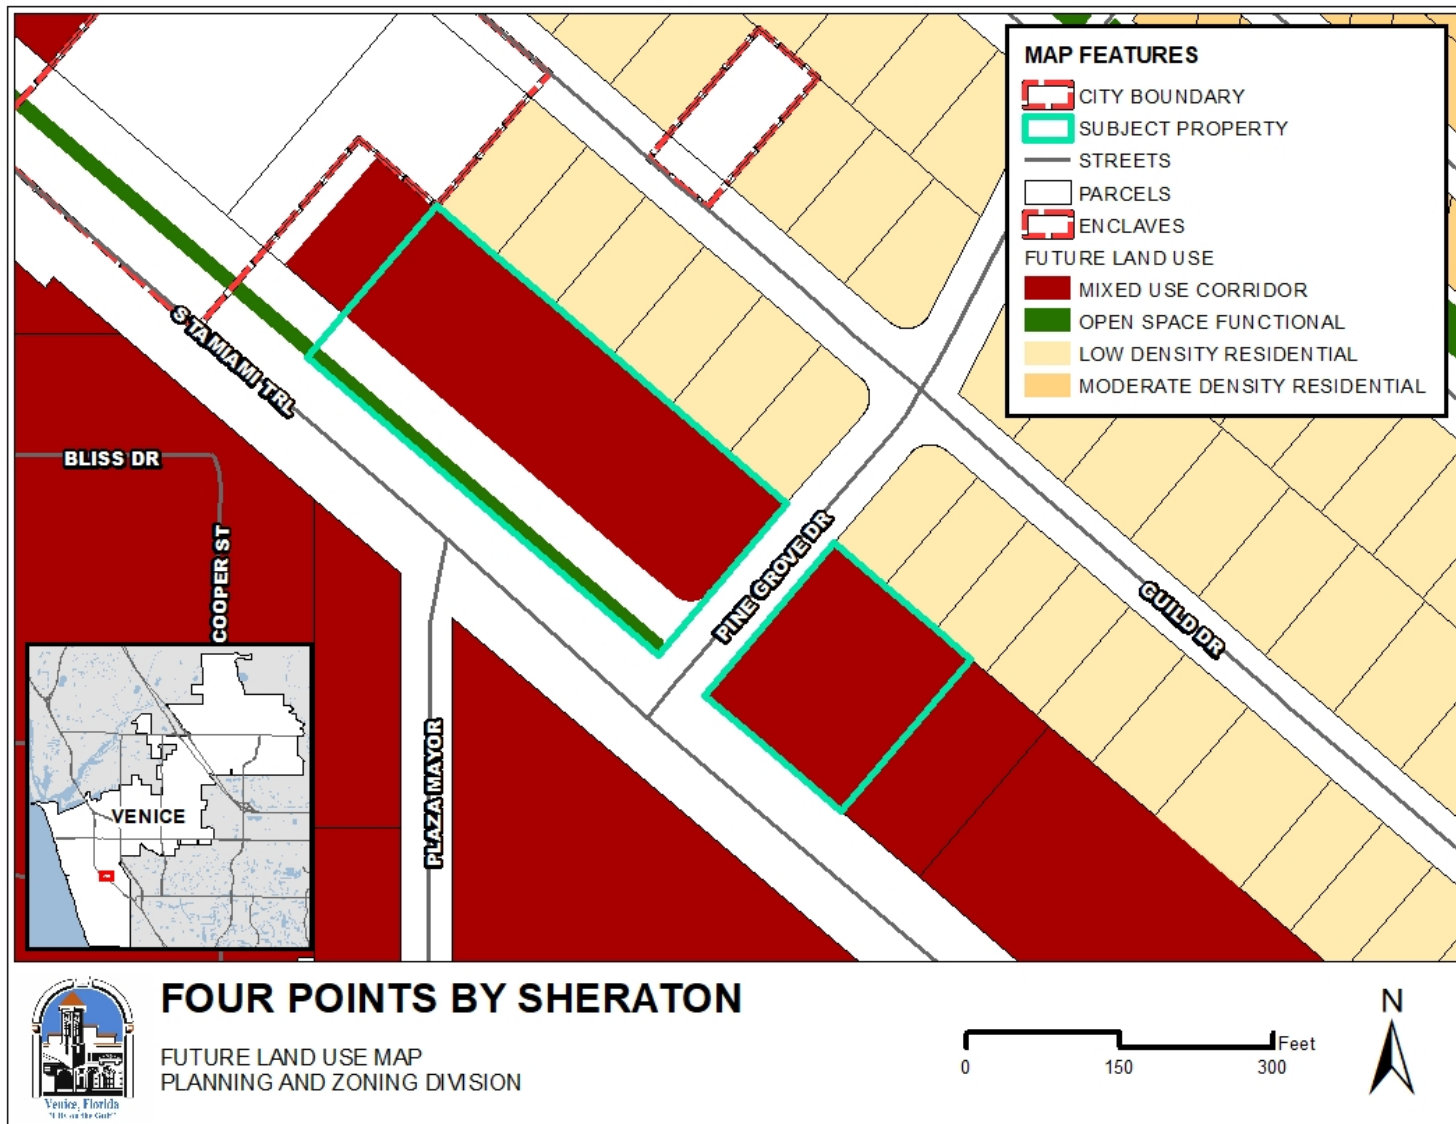 MAP FEATURES
CITY BOUNDARY
SUBJECT PROPERTY
STREETS
PARCELS
ENCLAVES
FUTURE LAND USE
MIXED USE CORRIDOR
OPEN SPACE FUNCTIONAL
LOW DENSITY RESIDENTIAL
MODERATE DENSITY RESIDENTIAL
S TAMIAMI TRL
BLISS DR
COOPER ST
PINE GROVE DR
GUILD DR
PLAZA MAYOR
VENICE
FOUR POINTS BY SHERATON
FUTURE LAND USE MAP
PLANNING AND ZONING DIVISION
Venice, Florida
Feet
0 150 300
N